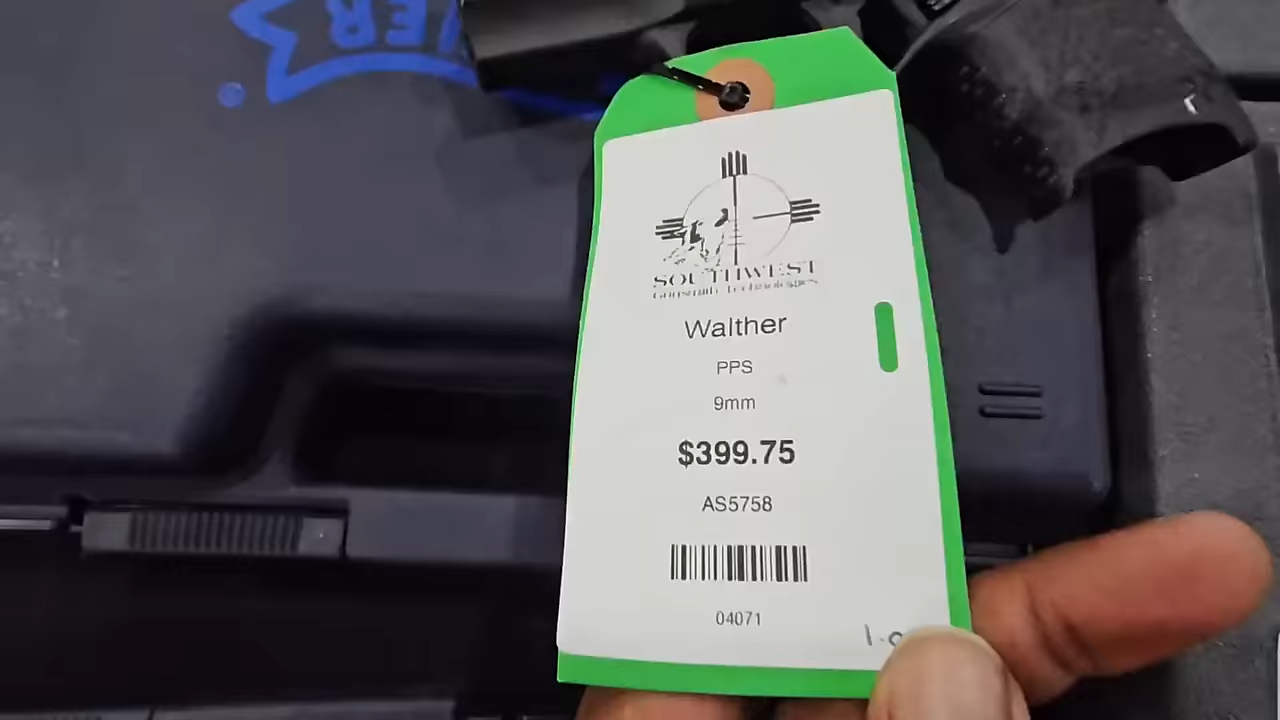 SOUTHWEST
Gunsmith Technologies
Walther
PPS
9mm
$399.75
AS5758
04071